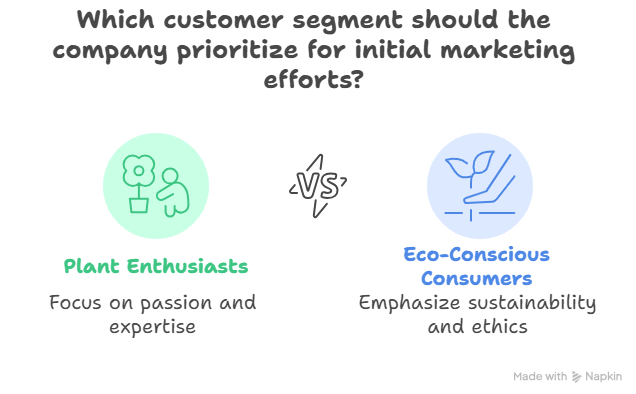 Which customer segment should the
company prioritize for initial marketing
efforts?
VS
Plant Enthusiasts
Focus on passion and
expertise
Eco-Conscious
Consumers
Emphasize sustainability
and ethics
Made with Napkin